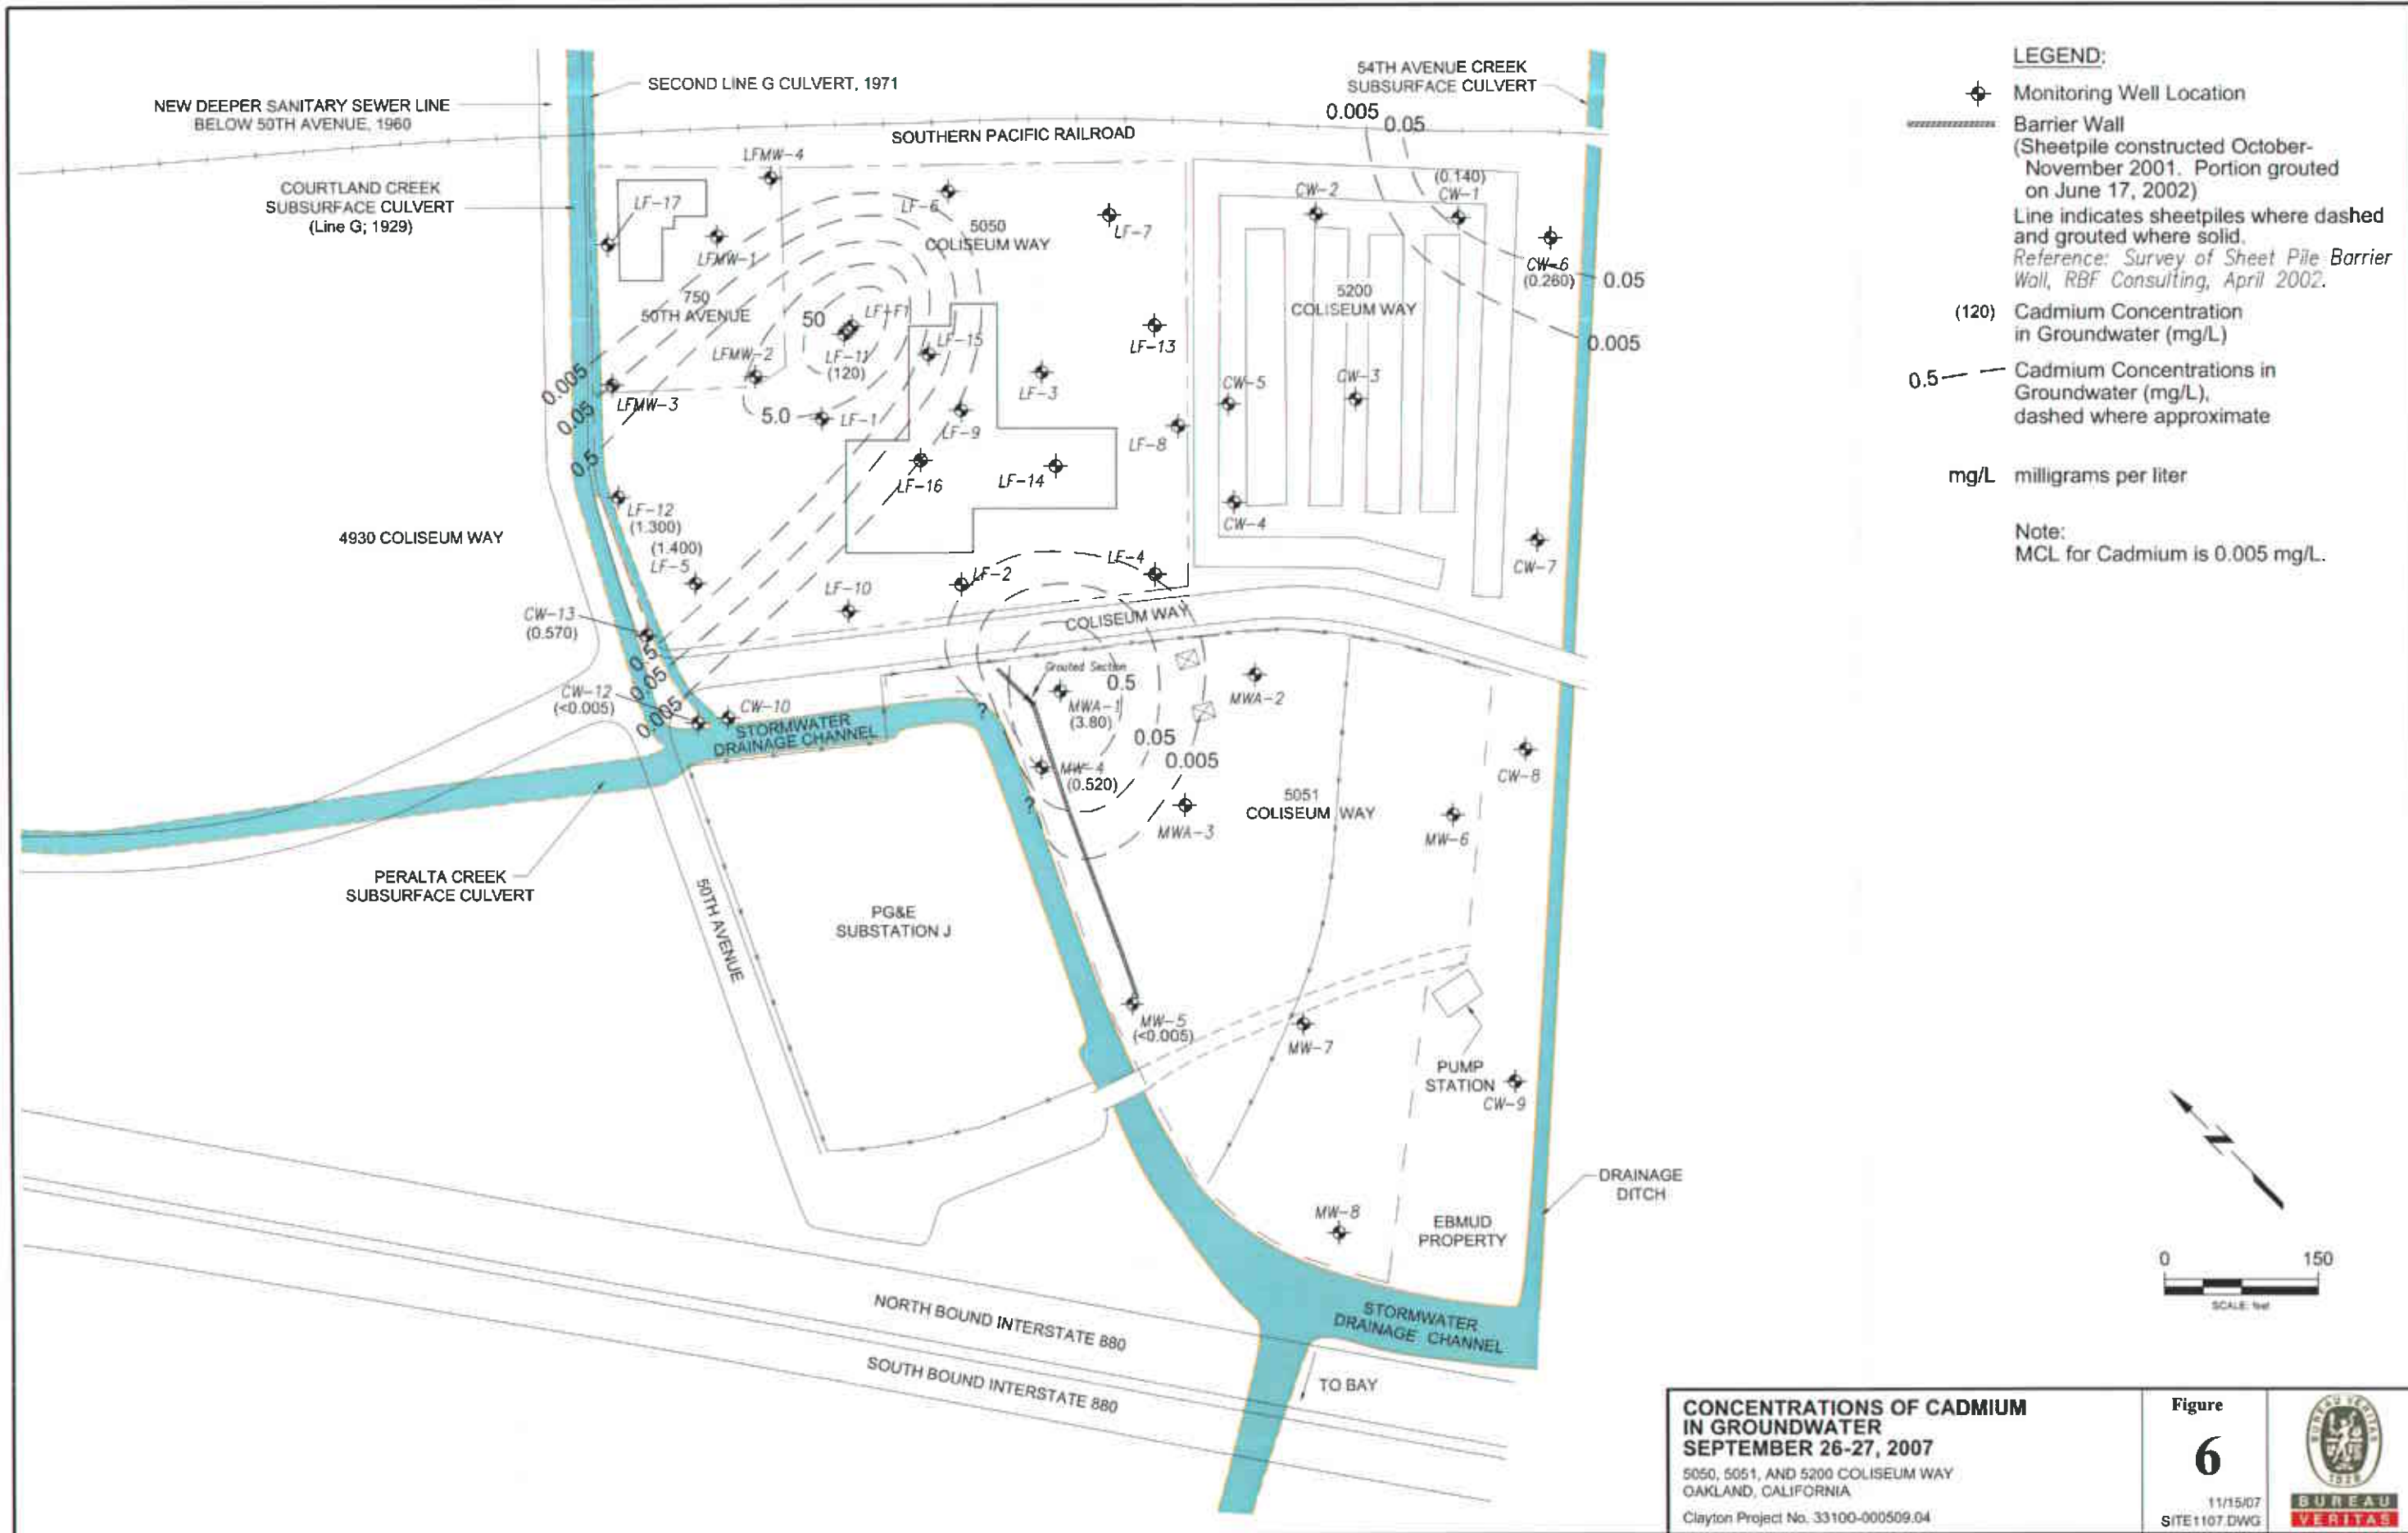 NEW DEEPER SANITARY SEWER LINE
BELOW 50TH AVENUE, 1960
SECOND LINE G CULVERT, 1971
54TH AVENUE CREEK
SUBSURFACE CULVERT
SOUTHERN PACIFIC RAILROAD
0.005
0.05
COURTLAND CREEK
SUBSURFACE CULVERT
(Line G; 1929)
LFMW-4
LF-17
LFMW-1
LF-6
5050
COLISEUM WAY
LF-7
CW-2
(0.140)
CW-1
CW-6
(0.260)
0.05
0.005
750
50TH AVENUE
50
LF-F1
LF-11
(120)
LF-15
LFMW-2
5.0
LF-1
LF-9
LF-3
LF-13
5200
COLISEUM WAY
CW-5
CW-3
0.005
0.05
0.5
LFMW-3
LF-8
LF-16
LF-14
CW-4
CW-7
4930 COLISEUM WAY
LF-12
(1.300)
(1.400)
LF-5
LF-10
LF-2
LF-4
COLISEUM WAY
CW-13
(0.570)
0.5
0.05
0.005
CW-12
(<0.005)
CW-10
STORMWATER
DRAINAGE CHANNEL
?
Grouted Section
0.5
MWA-1
(3.80)
MWA-2
0.05
0.005
MW-4
(0.520)
?
MWA-3
5051
COLISEUM WAY
CW-8
MW-6
PERALTA CREEK
SUBSURFACE CULVERT
50TH AVENUE
PG&E
SUBSTATION J
MW-5
(<0.005)
MW-7
PUMP
STATION
CW-9
MW-8
EBMUD
PROPERTY
DRAINAGE
DITCH
STORMWATER
DRAINAGE CHANNEL
NORTH BOUND INTERSTATE 880
SOUTH BOUND INTERSTATE 880
TO BAY
LEGEND:
Monitoring Well Location
Barrier Wall
(Sheetpile constructed October-
November 2001. Portion grouted
on June 17, 2002)
Line indicates sheetpiles where dashed
and grouted where solid.
Reference: Survey of Sheet Pile Barrier
Wall, RBF Consulting, April 2002.
(120) Cadmium Concentration
in Groundwater (mg/L)
0.5 Cadmium Concentrations in
Groundwater (mg/L),
dashed where approximate
mg/L milligrams per liter
Note:
MCL for Cadmium is 0.005 mg/L.
Z
0 150
SCALE: feet
CONCENTRATIONS OF CADMIUM
IN GROUNDWATER
SEPTEMBER 26-27, 2007
5050, 5051, AND 5200 COLISEUM WAY
OAKLAND, CALIFORNIA
Clayton Project No. 33100-000509.04
Figure
6
11/15/07
SITE1107.DWG
BUREAU VERITAS
1828
BUREAU
VERITAS